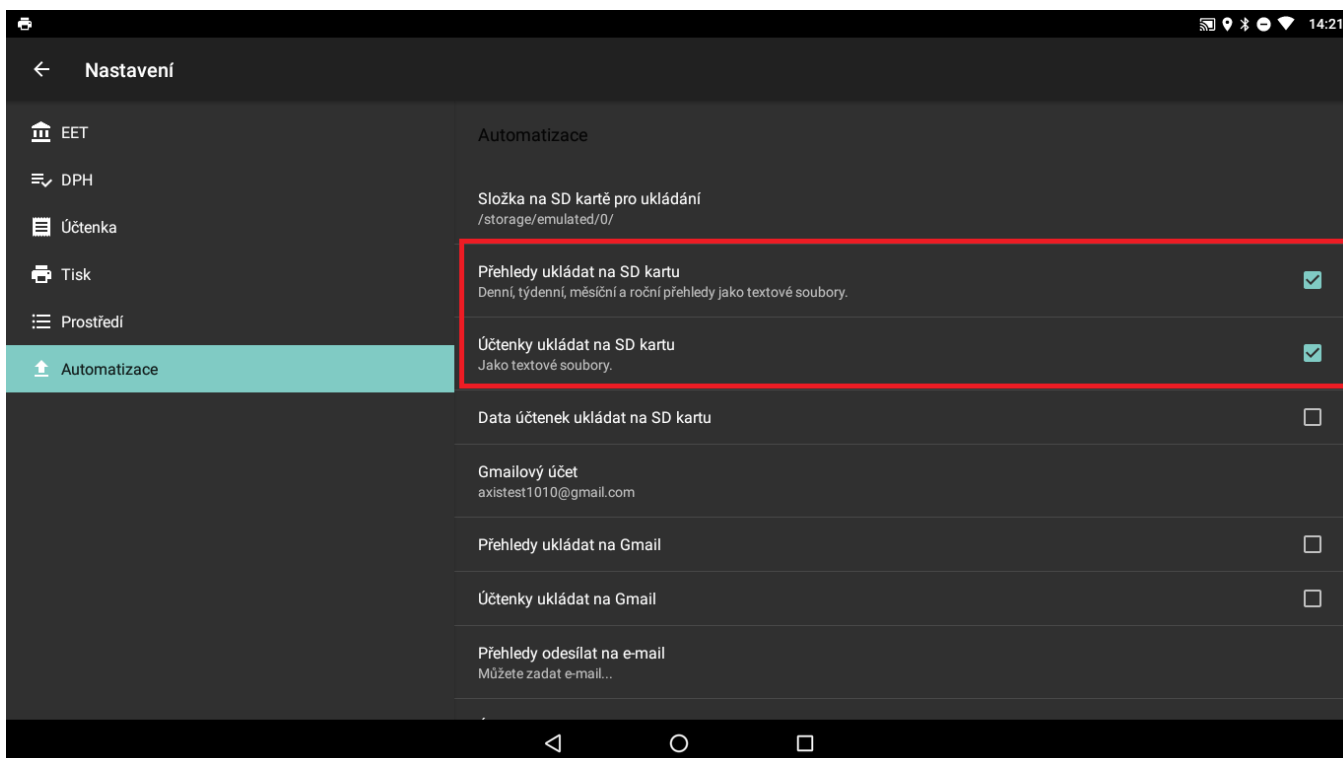 14:21
Nastavení
EET
DPH
Účtenka
Tisk
Prostředí
Automatizace
Automatizace
Složka na SD kartě pro ukládání
/storage/emulated/0/
Přehledy ukládat na SD kartu
Denní, týdenní, měsíční a roční přehledy jako textové soubory.
Účtenky ukládat na SD kartu
Jako textové soubory.
Data účtenek ukládat na SD kartu
Gmailový účet
axistest1010@gmail.com
Přehledy ukládat na Gmail
Účtenky ukládat na Gmail
Přehledy odesílat na e-mail
Můžete zadat e-mail...